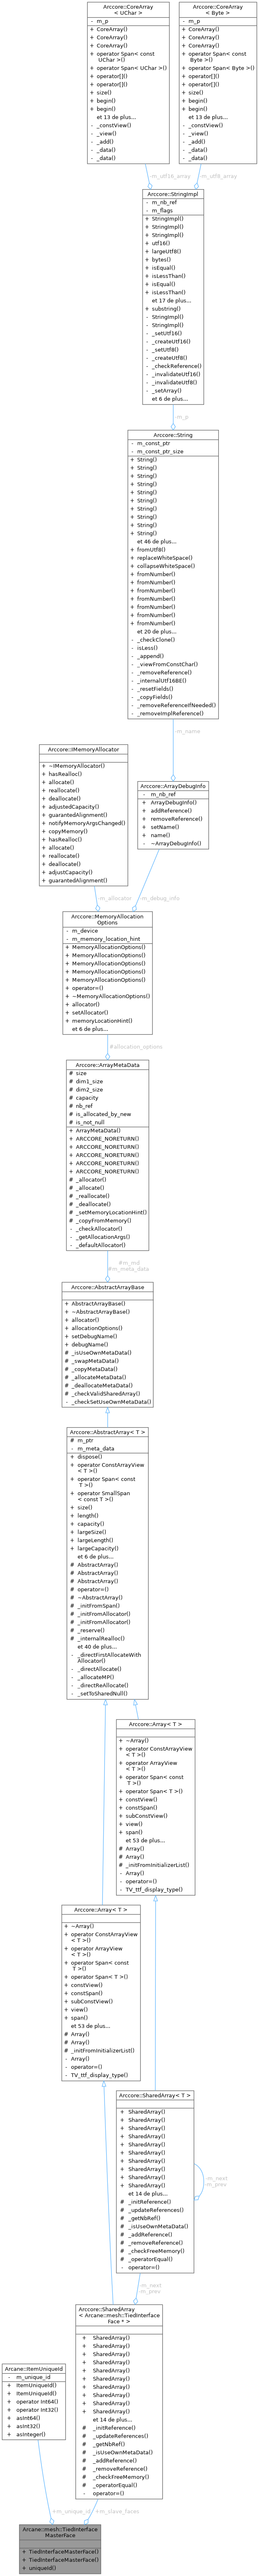 Arccore::CoreArray
< UChar >
- m_p
+ CoreArray()
+ CoreArray()
+ CoreArray()
+ operator Span< const
UChar >()
+ operator Span< UChar >()
+ operator[]()
+ operator[]()
+ size()
+ begin()
+ begin()
et 13 de plus...
- _constView()
- _view()
- _add()
- _data()
- _data()
Arccore::CoreArray
< Byte >
- m_p
+ CoreArray()
+ CoreArray()
+ CoreArray()
+ operator Span< const
Byte >()
+ operator Span< Byte >()
+ operator[]()
+ operator[]()
+ size()
+ begin()
+ begin()
et 13 de plus...
- _constView()
- _view()
- _add()
- _data()
- _data()
-m_utf16_array
-m_utf8_array
Arccore::StringImpl
- m_nb_ref
- m_flags
+ StringImpl()
+ StringImpl()
+ StringImpl()
+ utf16()
+ largeUtf8()
+ bytes()
+ isEqual()
+ isLessThan()
+ isEqual()
+ isLessThan()
et 17 de plus...
+ substring()
- StringImpl()
- StringImpl()
- _setUtf16()
- _createUtf16()
- _setUtf8()
- _createUtf8()
- _checkReference()
- _invalidateUtf16()
- _invalidateUtf8()
- _setArray()
et 6 de plus...
-m_p
Arccore::String
- m_const_ptr
- m_const_ptr_size
+ String()
+ String()
+ String()
+ String()
+ String()
+ String()
+ String()
+ String()
+ String()
+ String()
et 46 de plus...
+ fromUtf8()
+ replaceWhiteSpace()
+ collapseWhiteSpace()
+ fromNumber()
+ fromNumber()
+ fromNumber()
+ fromNumber()
+ fromNumber()
+ fromNumber()
+ fromNumber()
et 20 de plus...
- _checkClone()
- isLess()
- _append()
- _viewFromConstChar()
- _removeReference()
- _internalUtf16BE()
- _resetFields()
- _copyFields()
- _removeReferenceIfNeeded()
- _removeImplReference()
-m_name
Arccore::IMemoryAllocator
+ ~IMemoryAllocator()
+ hasRealloc()
+ allocate()
+ reallocate()
+ deallocate()
+ adjustedCapacity()
+ guarantedAlignment()
+ notifyMemoryArgsChanged()
+ copyMemory()
+ hasRealloc()
+ allocate()
+ reallocate()
+ deallocate()
+ adjustCapacity()
+ guarantedAlignment()
Arccore::ArrayDebugInfo
- m_nb_ref
+ ArrayDebugInfo()
+ addReference()
+ removeReference()
+ setName()
+ name()
- ~ArrayDebugInfo()
-m_allocator
-m_debug_info
Arccore::MemoryAllocation
Options
- m_device
- m_memory_location_hint
+ MemoryAllocationOptions()
+ MemoryAllocationOptions()
+ MemoryAllocationOptions()
+ MemoryAllocationOptions()
+ MemoryAllocationOptions()
+ operator=()
+ ~MemoryAllocationOptions()
+ allocator()
+ setAllocator()
+ memoryLocationHint()
et 6 de plus...
#allocation_options
Arccore::ArrayMetaData
# size
# dim1_size
# dim2_size
# capacity
# nb_ref
# is_allocated_by_new
# is_not_null
+ ArrayMetaData()
+ ARCCORE_NORETURN()
+ ARCCORE_NORETURN()
+ ARCCORE_NORETURN()
+ ARCCORE_NORETURN()
+ ARCCORE_NORETURN()
# _allocator()
# _allocate()
# _reallocate()
# _deallocate()
# _setMemoryLocationHint()
# _copyFromMemory()
- _checkAllocator()
- _getAllocationArgs()
- _defaultAllocator()
#m_md
#m_meta_data
Arccore::AbstractArrayBase
+ AbstractArrayBase()
+ ~AbstractArrayBase()
+ allocator()
+ allocationOptions()
+ setDebugName()
+ debugName()
# _isUseOwnMetaData()
# _swapMetaData()
# _copyMetaData()
# _allocateMetaData()
# _deallocateMetaData()
# _checkValidSharedArray()
- _checkSetUseOwnMetaData()
Arccore::AbstractArray< T >
# m_ptr
- m_meta_data
+ dispose()
+ operator ConstArrayView
< T >()
+ operator Span< const
T >()
+ operator SmallSpan
< const T >()
+ size()
+ length()
+ capacity()
+ largeSize()
+ largeLength()
+ largeCapacity()
et 6 de plus...
# AbstractArray()
# AbstractArray()
# AbstractArray()
# operator=()
# ~AbstractArray()
# _initFromSpan()
# _initFromAllocator()
# _initFromAllocator()
# _reserve()
# _internalRealloc()
et 40 de plus...
- _directFirstAllocateWith
Allocator()
- _directAllocate()
- _allocateMP()
- _directReAllocate()
- _setToSharedNull()
Arccore::Array< T >
+ ~Array()
+ operator ConstArrayView
< T >()
+ operator ArrayView
< T >()
+ operator Span< const
T >()
+ operator Span< T >()
+ constView()
+ constSpan()
+ subConstView()
+ view()
+ span()
et 53 de plus...
# Array()
# Array()
# _initFromInitializerList()
- Array()
- operator=()
- TV_ttf_display_type()
Arccore::Array< T >
+ ~Array()
+ operator ConstArrayView
< T >()
+ operator ArrayView
< T >()
+ operator Span< const
T >()
+ operator Span< T >()
+ constView()
+ constSpan()
+ subConstView()
+ view()
+ span()
et 53 de plus...
# Array()
# Array()
# _initFromInitializerList()
- Array()
- operator=()
- TV_ttf_display_type()
Arccore::SharedArray< T >
+ SharedArray()
+ SharedArray()
+ SharedArray()
+ SharedArray()
+ SharedArray()
+ SharedArray()
+ SharedArray()
+ SharedArray()
+ SharedArray()
+ SharedArray()
et 14 de plus...
# _initReference()
# _updateReferences()
# _getNbRef()
# _isUseOwnMetaData()
# _addReference()
# _removeReference()
# _checkFreeMemory()
# _operatorEqual()
- operator=()
-m_next
-m_prev
-m_next
-m_prev
Arccore::SharedArray
< Arcane::mesh::TiedInterface
Face * >
+ SharedArray()
+ SharedArray()
+ SharedArray()
+ SharedArray()
+ SharedArray()
+ SharedArray()
+ SharedArray()
+ SharedArray()
+ SharedArray()
+ SharedArray()
et 14 de plus...
# _initReference()
# _updateReferences()
# _getNbRef()
# _isUseOwnMetaData()
# _addReference()
# _removeReference()
# _checkFreeMemory()
# _operatorEqual()
- operator=()
Arcane::ItemUniqueId
- m_unique_id
+ ItemUniqueId()
+ ItemUniqueId()
+ operator Int64()
+ operator Int32()
+ asInt64()
+ asInt32()
+ asInteger()
+m_unique_id
+m_slave_faces
Arcane::mesh::TiedInterface
MasterFace
+ TiedInterfaceMasterFace()
+ TiedInterfaceMasterFace()
+ uniqueId()